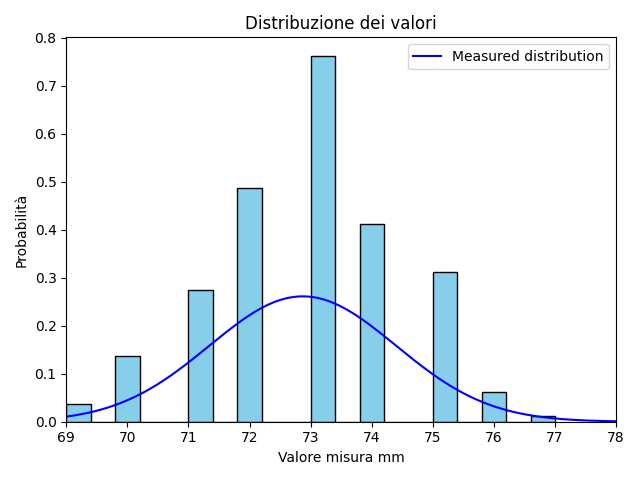 Distribuzione dei valori
Measured distribution
Probabilità
0.8
0.7
0.6
0.5
0.4
0.3
0.2
0.1
0.0
69 70 71 72 73 74 75 76 77 78
Valore misura mm